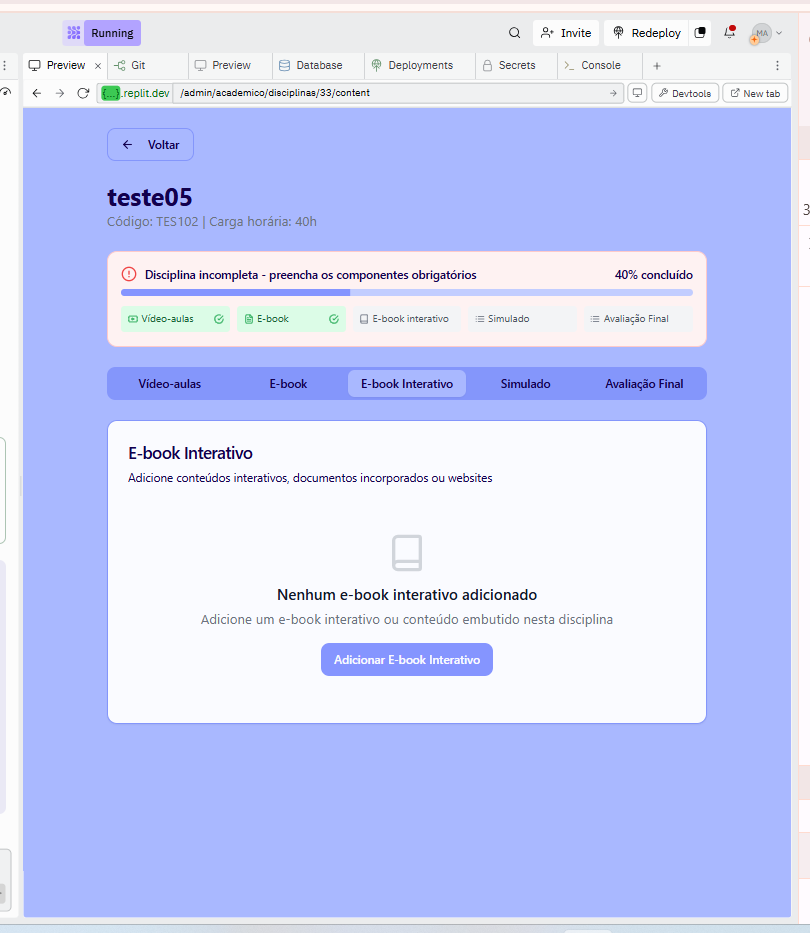 Running
Invite
Redeploy
MA
Preview
Git
Preview
Database
Deployments
Secrets
Console
{...}.replit.dev
/admin/academico/disciplinas/33/content
Devtools
New tab
Voltar
teste05
Código: TES102 | Carga horária: 40h
Disciplina incompleta - preencha os componentes obrigatórios
40% concluído
Vídeo-aulas
E-book
E-book interativo
Simulado
Avaliação Final
Vídeo-aulas
E-book
E-book Interativo
Simulado
Avaliação Final
E-book Interativo
Adicione conteúdos interativos, documentos incorporados ou websites
Nenhum e-book interativo adicionado
Adicione um e-book interativo ou conteúdo embutido nesta disciplina
Adicionar E-book Interativo